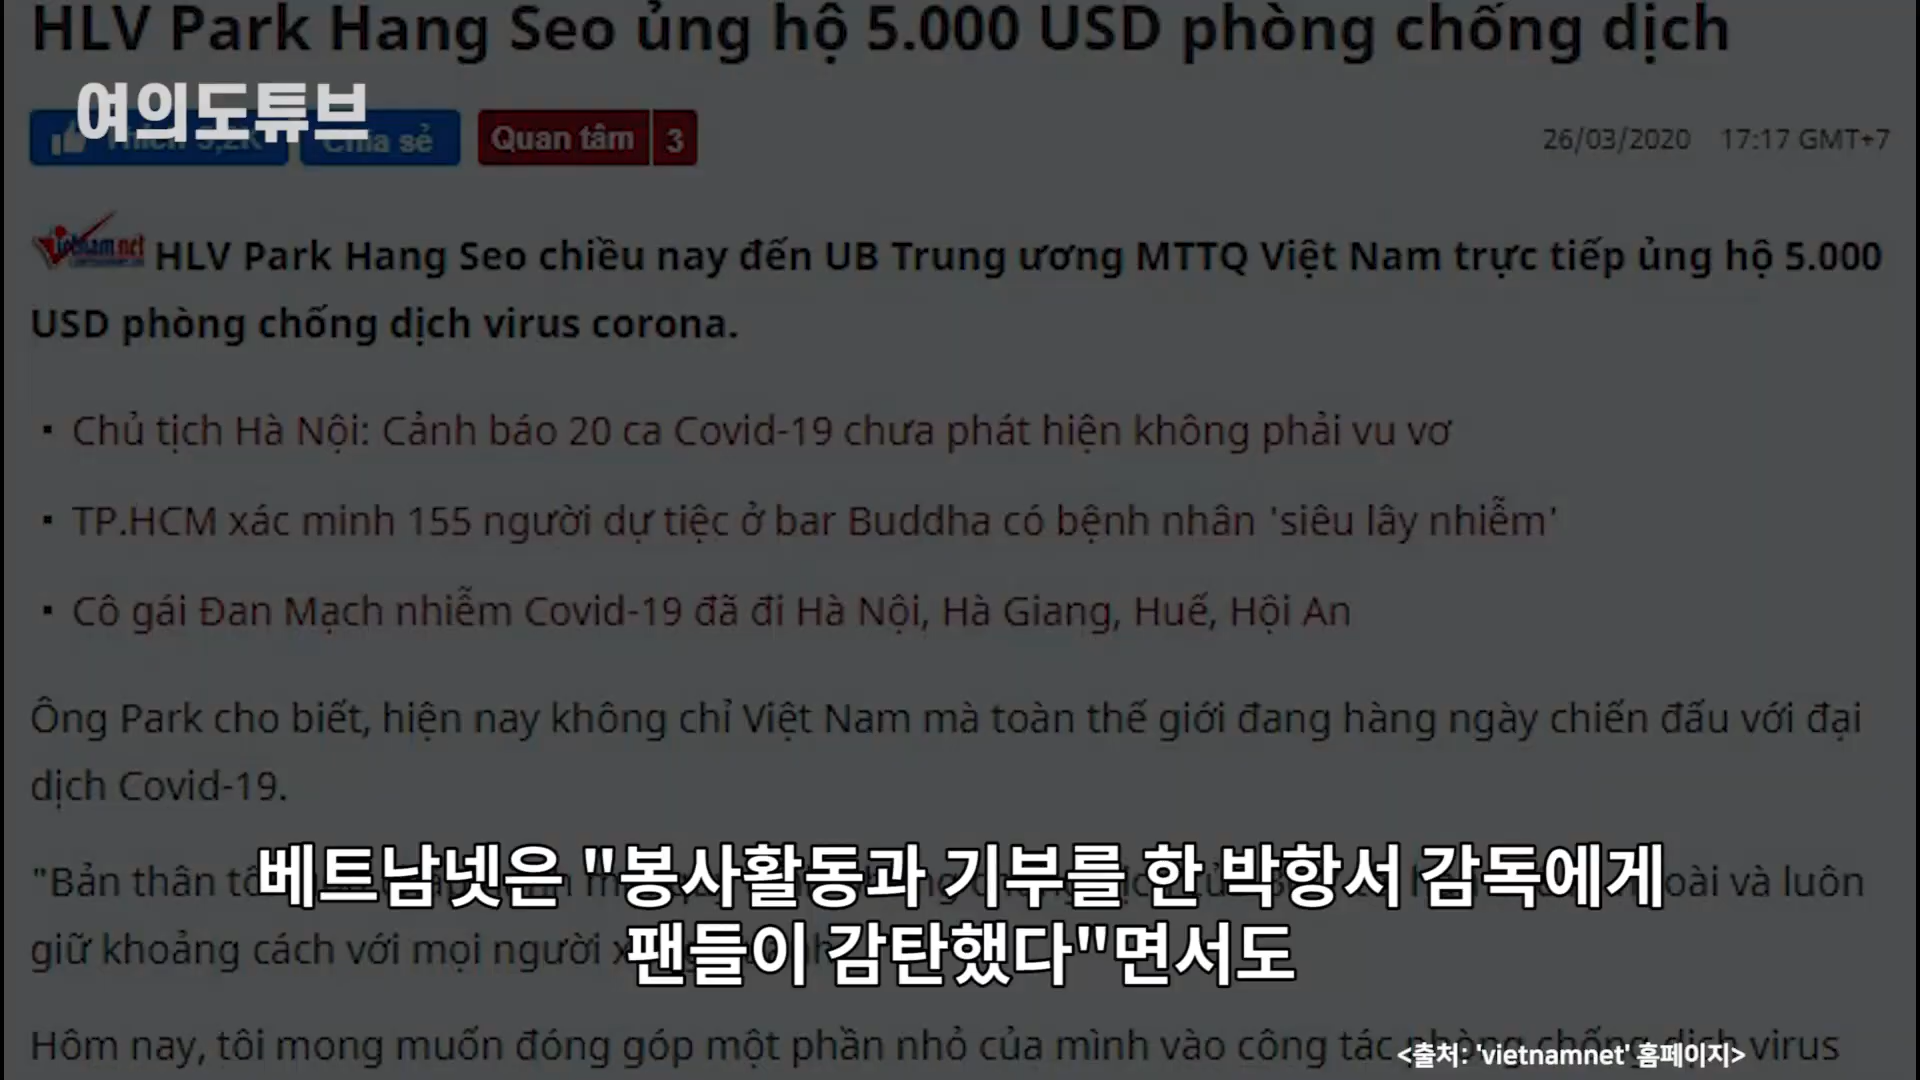 HLV Park Hang Seo ủng hộ 5.000 USD phòng chống dịch
여의도튜브
Chia sẻ
Quan tâm 3
26/03/2020 17:17 GMT+7
Vietnamnet HLV Park Hang Seo chiều nay đến UB Trung ương MTTQ Việt Nam trực tiếp ủng hộ 5.000
USD phòng chống dịch virus corona.
Chủ tịch Hà Nội: Cảnh báo 20 ca Covid-19 chưa phát hiện không phải vu vơ
TP.HCM xác minh 155 người dự tiệc ở bar Buddha có bệnh nhân 'siêu lây nhiễm'
Cô gái Đan Mạch nhiễm Covid-19 đã đi Hà Nội, Hà Giang, Huế, Hội An
Ông Park cho biết, hiện nay không chỉ Việt Nam mà toàn thế giới đang hàng ngày chiến đấu với đại
dịch Covid-19.
"Bản thân và luôn
베트남넷은 "봉사활동과 기부를 한 박항서 감독에게
giữ khoảng cách với mọi người
팬들이 감탄했다"면서도
Hôm nay, tôi mong muốn đóng góp một phần nhỏ của mình vào công tác phòng chống dịch virus
<출처: 'vietnamnet' 홈페이지>